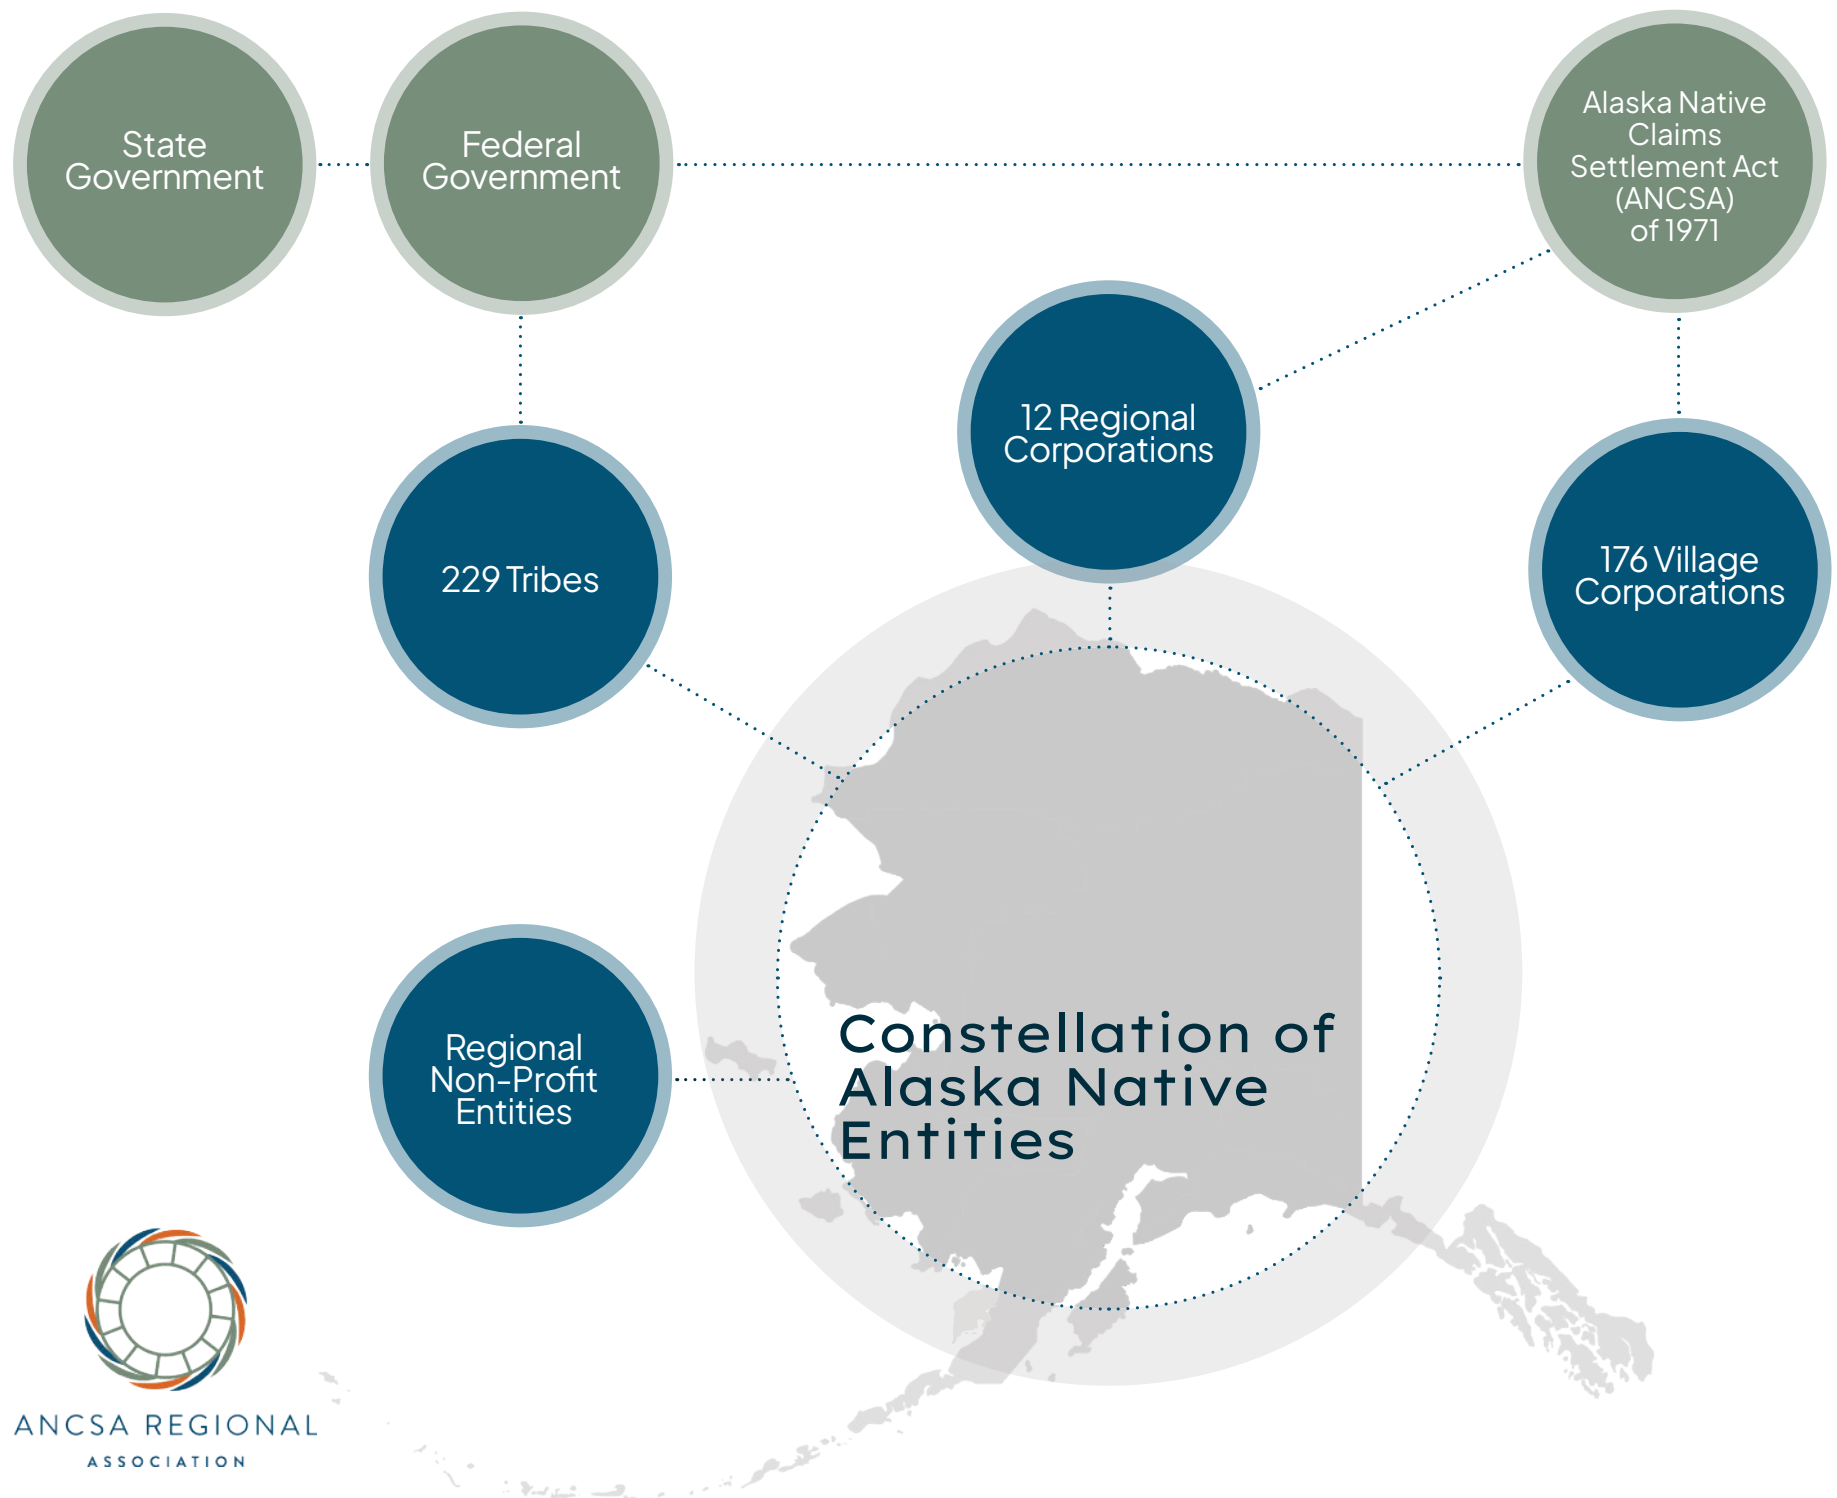 State
Government
Federal
Government
Alaska Native
Claims
Settlement Act
(ANCSA)
of 1971
12 Regional
Corporations
176 Village
Corporations
229 Tribes
Regional
Non-Profit
Entities
Constellation of
Alaska Native
Entities
ANCSA REGIONAL
ASSOCIATION